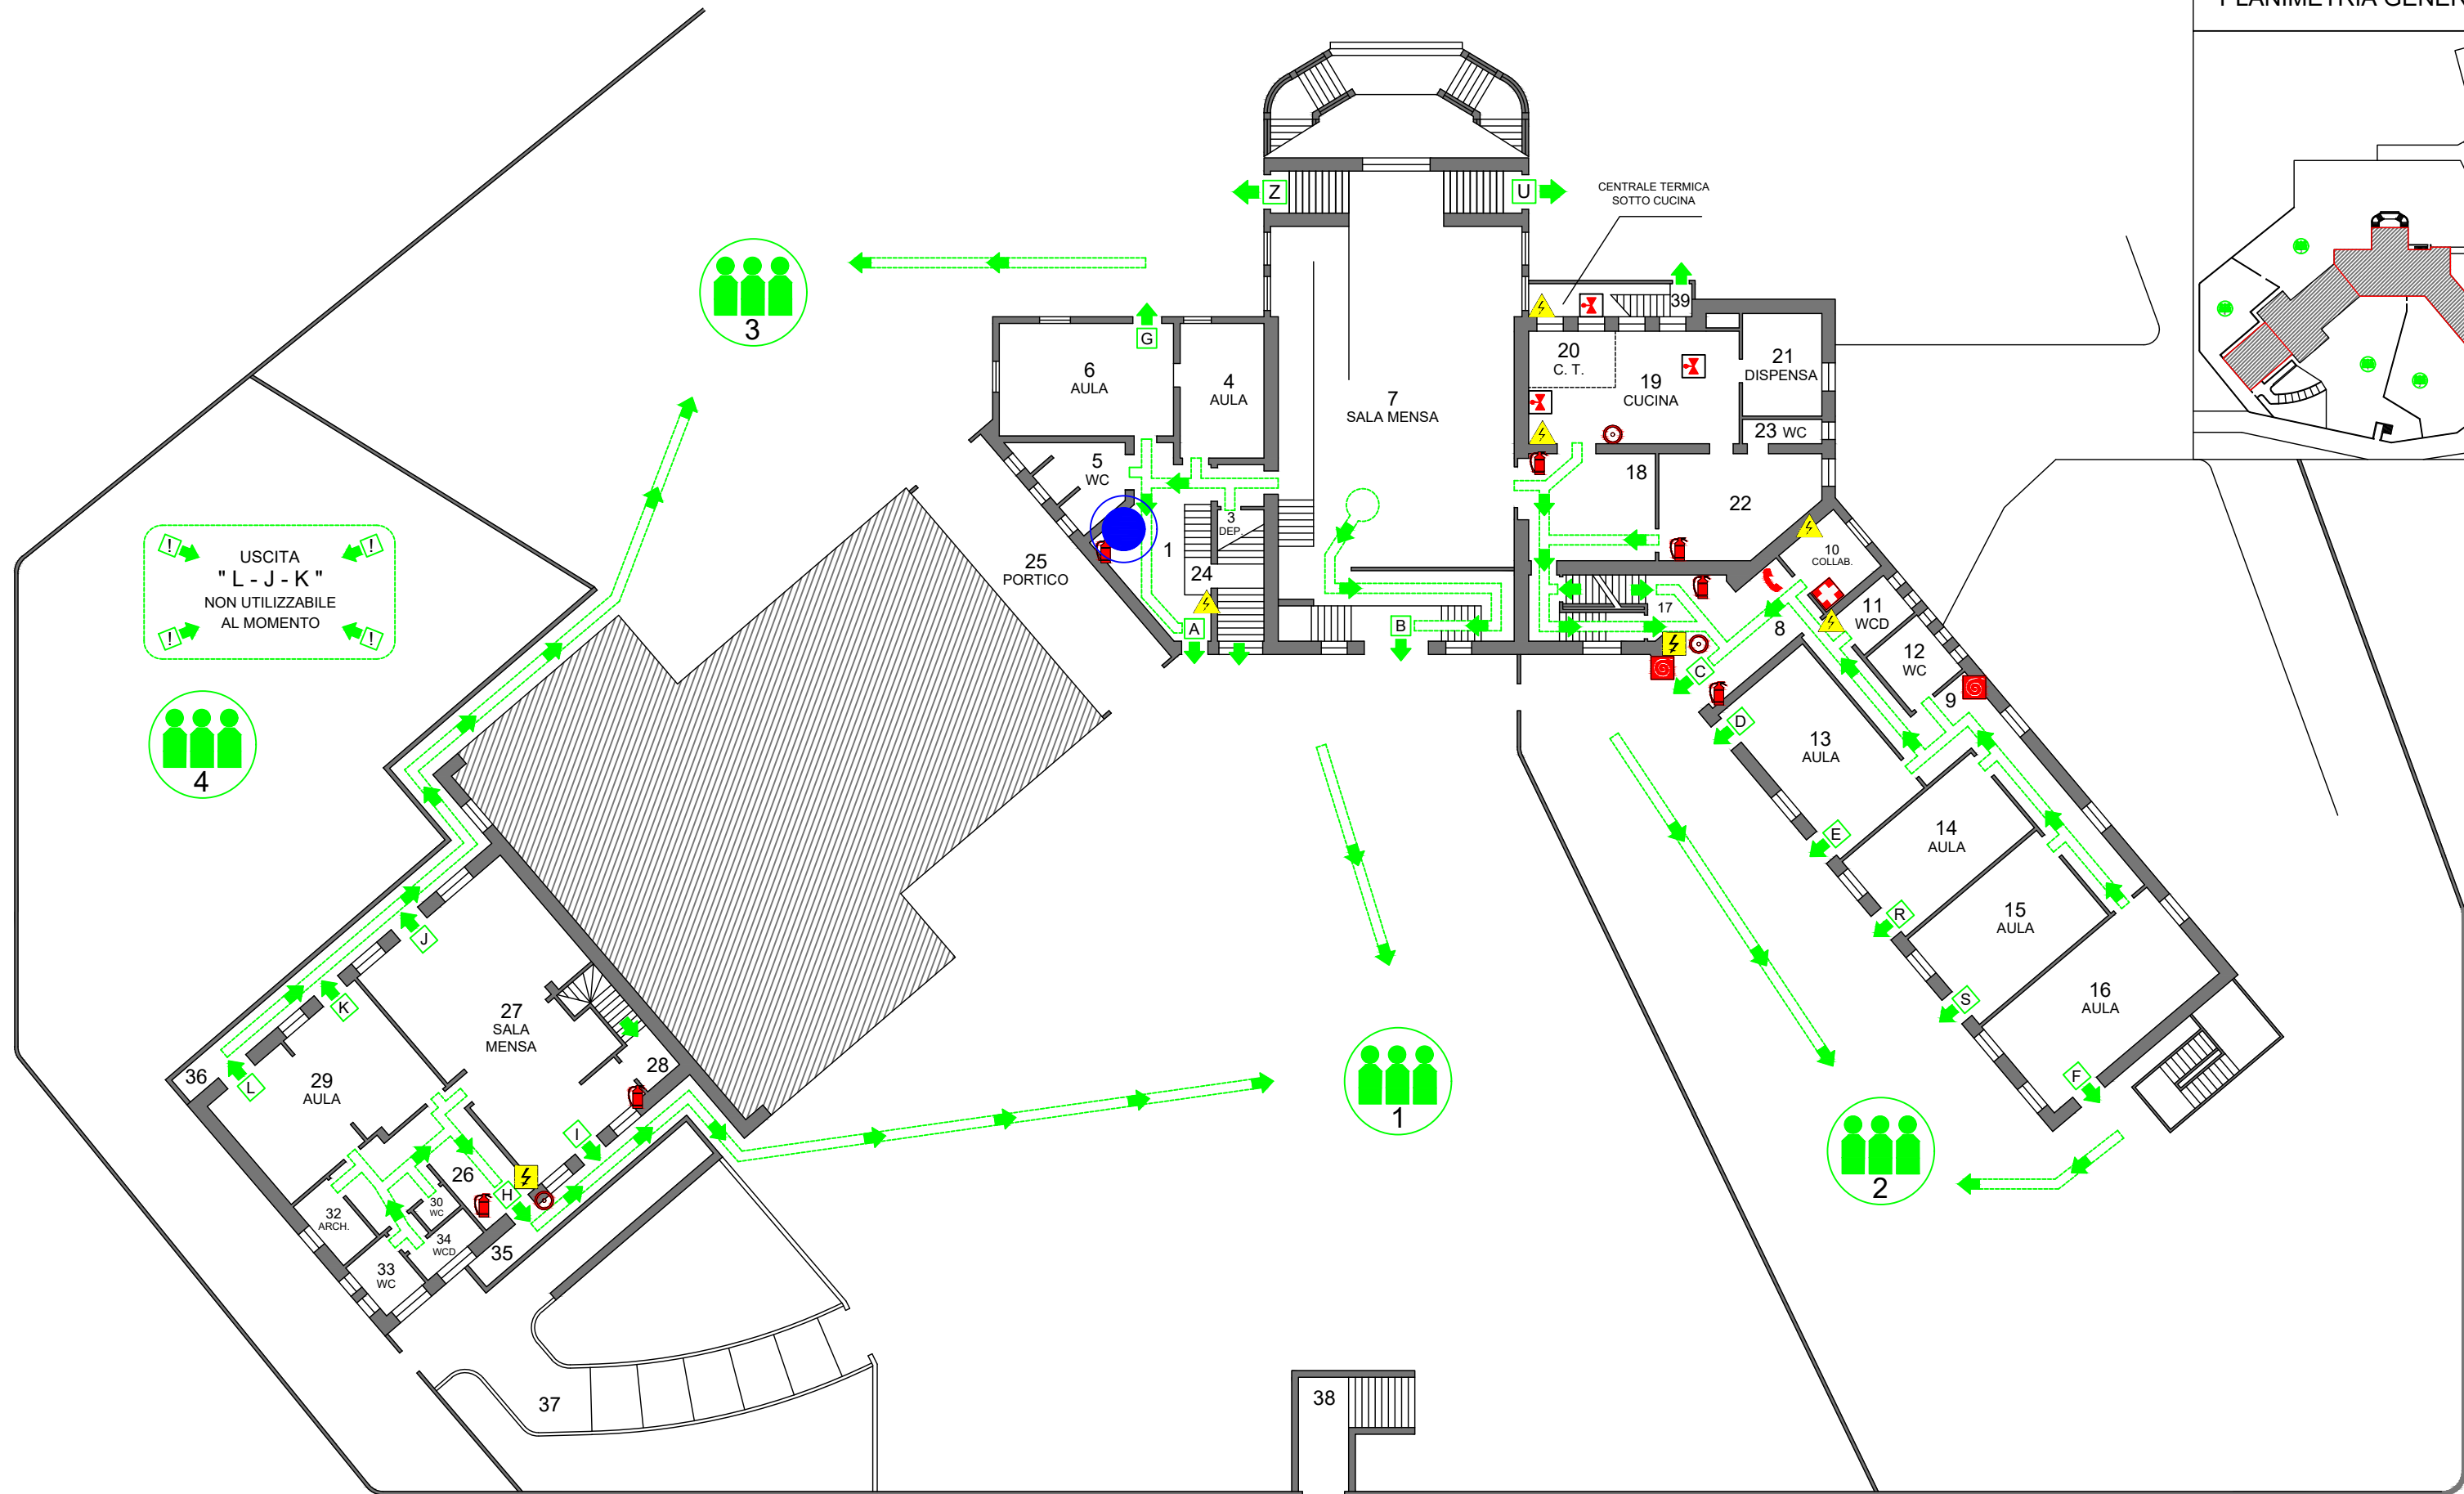 PLANIMETRIA GENER
Z
U
CENTRALE TERMICA
SOTTO CUCINA
39
3
G
6
AULA
4
AULA
7
SALA MENSA
20
C. T.
19
CUCINA
21
DISPENSA
23 WC
5
WC
18
22
3
DEP.
1
24
25
PORTICO
10
COLLAB.
11
WCD
12
WC
17
8
9
A
B
C
D
USCITA
" L - J - K "
NON UTILIZZABILE
AL MOMENTO
!
!
!
!
4
13
AULA
E
14
AULA
R
15
AULA
S
16
AULA
F
J
K
L
27
SALA
MENSA
28
36
29
AULA
I
26
H
30
WC
32
ARCH.
34
WCD
33
WC
35
1
2
37
38